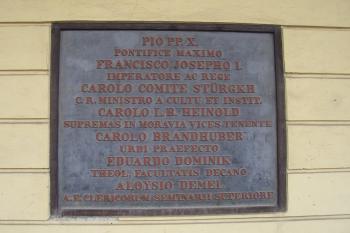 PIO PP. X.
PONTIFICE MAXIMO
FRANCISCO JOSEPHO I.
IMPERATORE AC REGE
CAROLO COMITE STÜRGKH
C. R. MINISTRO A CULTU ET INSTIT.
CAROLO L. B. HEINOLD
SUPREMAS IN MORAVIA VICES TENENTE
CAROLO BRANDHUBER
URBI PRAEFECTO
EDUARDO DOMINIK
THEOL. FACULTATIS DECANO
ALOYSIO DEMEL
A. E. CLERICORUM SEMINARII SUPERIORE